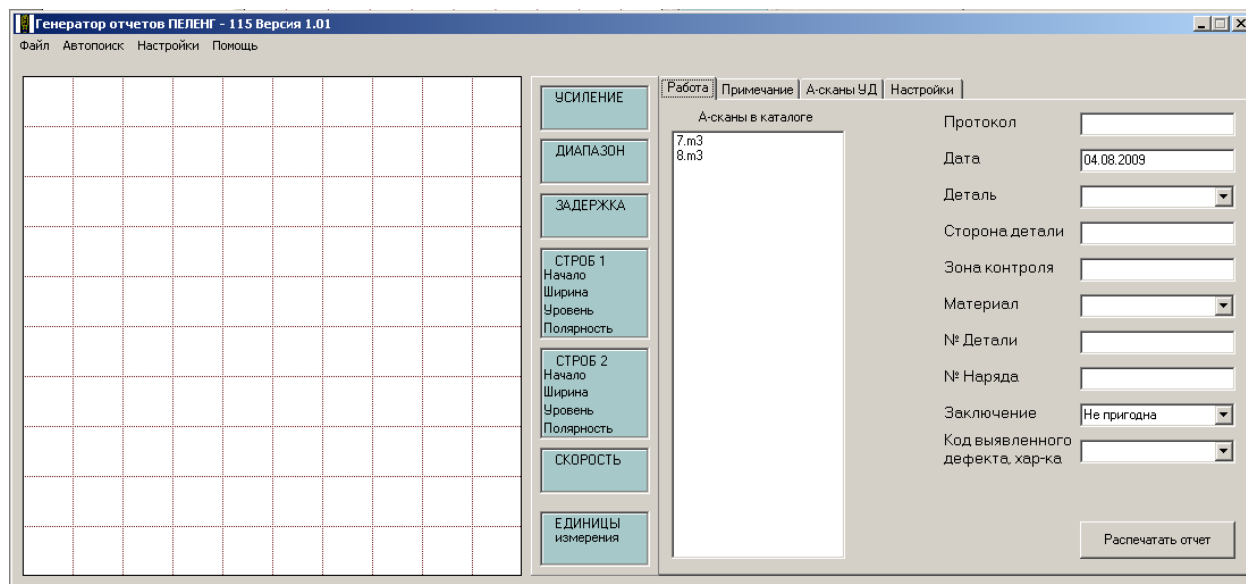 Генератор отчетов ПЕЛЕНГ - 115 Версия 1.01
Файл Автопоиск Настройки Помощь
УСИЛЕНИЕ
ДИАПАЗОН
ЗАДЕРЖКА
СТРОБ 1
Начало
Ширина
Уровень
Полярность
СТРОБ 2
Начало
Ширина
Уровень
Полярность
СКОРОСТЬ
ЕДИНИЦЫ
измерения
Работа Примечание А-сканы УД Настройки
А-сканы в каталоге
7.m3
8.m3
Протокол
Дата 04.08.2009
Деталь
Сторона детали
Зона контроля
Материал
№ Детали
№ Наряда
Заключение Не пригодна
Код выявленного
дефекта, хар-ка
Распечатать отчет